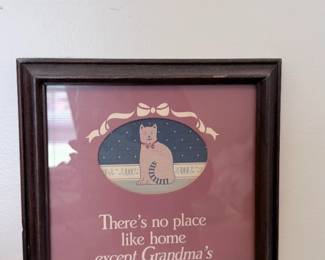 There's no place
like home
except Grandma's